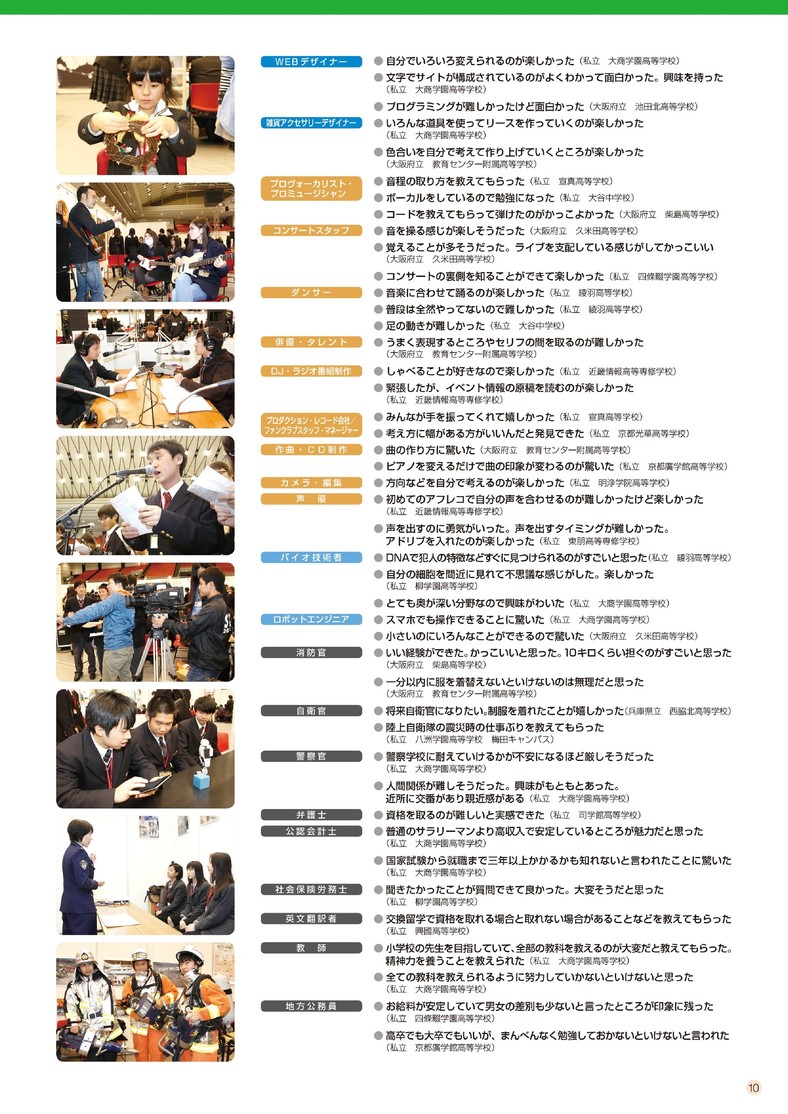 WEBデザイナー
●自分でいろいろ変えられるのが楽しかった（私立　大商学園高等学校）
●文字でサイトが構成されているのがよくわかって面白かった。興味を持った
（私立　大商学園高等学校）
●プログラミングが難しかったけど面白かった（大阪府立　池田北高等学校）
雑貨アクセサリーデザイナー
●いろんな道具を使ってリースを作っていくのが楽しかった
（私立　大商学園高等学校）
●色合いを自分で考えて作り上げていくところが楽しかった
（大阪府立　教育センター附属高等学校）
プロヴォーカリスト・
プロミュージシャン
●音程の取り方を教えてもらった（私立　宣真高等学校）
●ボーカルをしているので勉強になった（私立　大谷中学校）
●コードを教えてもらって弾けたのがかっこよかった（大阪府立　柴島高等学校）
コンサートスタッフ
●音を操る感じが楽しそうだった（大阪府立　久米田高等学校）
●覚えることが多そうだった。ライブを支配している感じがしてかっこいい
（大阪府立　久米田高等学校）
●コンサートの裏側を知ることができて楽しかった（私立　四條畷学園高等学校）
ダンサー
●音楽に合わせて踊るのが楽しかった（私立　綾羽高等学校）
●普段は全然やってないので難しかった（私立　綾羽高等学校）
●足の動きが難しかった（私立　大谷中学校）
俳優・タレント
●うまく表現するところやセリフの間を取るのが難しかった
（大阪府立　教育センター附属高等学校）
DJ・ラジオ番組制作
●しゃべることが好きなので楽しかった（私立　近畿情報高等専修学校）
●緊張したが、イベント情報の原稿を読むのが楽しかった
（私立　近畿情報高等専修学校）
プロダクション・レコード会社／
ファンクラブスタッフ・マネージャー
●みんなが手を振ってくれて嬉しかった（私立　宣真高等学校）
●考え方に幅がある方がいいんだと発見できた（私立　京都光華高等学校）
作曲・CD制作
●曲の作り方に驚いた（大阪府立　教育センター附属高等学校）
●ピアノを変えるだけで曲の印象が変わるのが驚いた（私立　京都廣学館高等学校）
カメラ・編集
●方向などを自分で考えるのが楽しかった（私立　明浄学院高等学校）
声　優
●初めてのアフレコで自分の声を合わせるのが難しかったけど楽しかった
（私立　近畿情報高等専修学校）
●声を出すのに勇気がいった。声を出すタイミングが難しかった。
アドリブを入れたのが楽しかった（私立　東朋高等専修学校）
バイオ技術者
●DNAで犯人の特徴などすぐに見つけられるのがすごいと思った（私立　綾羽高等学校）
●自分の細胞を間近に見れて不思議な感じがした。楽しかった
（私立　柳学園高等学校）
●とても奥が深い分野なので興味がわいた（私立　大商学園高等学校）
ロボットエンジニア
●スマホでも操作できることに驚いた（私立　大商学園高等学校）
●小さいのにいろんなことができるので驚いた（大阪府立　久米田高等学校）
消防官
●いい経験ができた。かっこいいと思った。10キロくらい担ぐのがすごいと思った
（大阪府立　柴島高等学校）
●一分以内に服を着替えないといけないのは無理だと思った
（大阪府立　教育センター附属高等学校）
自衛官
●将来自衛官になりたい。制服を着れたことが嬉しかった（兵庫県立　西脇北高等学校）
●陸上自衛隊の震災時の仕事ぶりを教えてもらった
（私立　八洲学園高等学校　梅田キャンパス）
警察官
●警察学校に耐えていけるかが不安になるほど厳しそうだった
（私立　大商学園高等学校）
●人間関係が難しそうだった。興味がもともとあった。
近所に交番があり親近感がある（私立　大商学園高等学校）
弁護士
●資格を取るのが難しいと実感できた（私立　司学館高等学校）
公認会計士
●普通のサラリーマンより高収入で安定しているところが魅力だと思った
（私立　大商学園高等学校）
●国家試験から就職まで三年以上かかるかも知れないと言われたことに驚いた
（私立　大商学園高等学校）
社会保険労務士
●聞きたかったことが質問できて良かった。大変そうだと思った
（私立　柳学園高等学校）
英文翻訳者
●交換留学で資格を取れる場合と取れない場合があることなどを教えてもらった
（私立　興國高等学校）
教　師
●小学校の先生を目指していて、全部の教科を教えるのが大変だと教えてもらった。
精神力を養うことを教えられた（私立　大商学園高等学校）
●全ての教科を教えられるように努力していかないといけないと思った
（私立　大商学園高等学校）
地方公務員
●お給料が安定していて男女の差別も少ないと言ったところが印象に残った
（私立　四條畷学園高等学校）
●高卒でも大卒でもいいが、まんべんなく勉強しておかないといけないと言われた
（私立　京都廣学館高等学校）
10